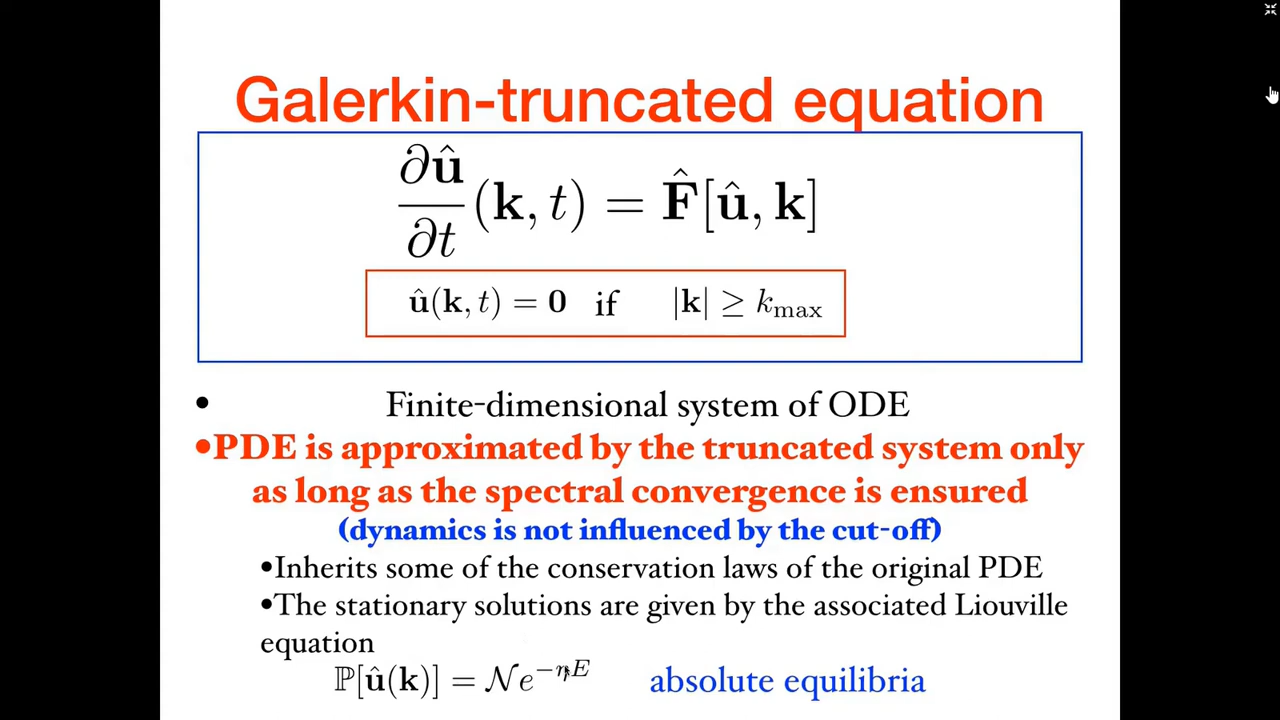 Galerkin-truncated equation
∂û/∂t (k, t) = F̂[û, k]
û(k, t) = 0 if |k| ≥ k_max
• Finite-dimensional system of ODE
•PDE is approximated by the truncated system only
as long as the spectral convergence is ensured
(dynamics is not influenced by the cut-off)
•Inherits some of the conservation laws of the original PDE
•The stationary solutions are given by the associated Liouville
equation
ℙ[û(k)] = 𝒩e^{−ηE} absolute equilibria